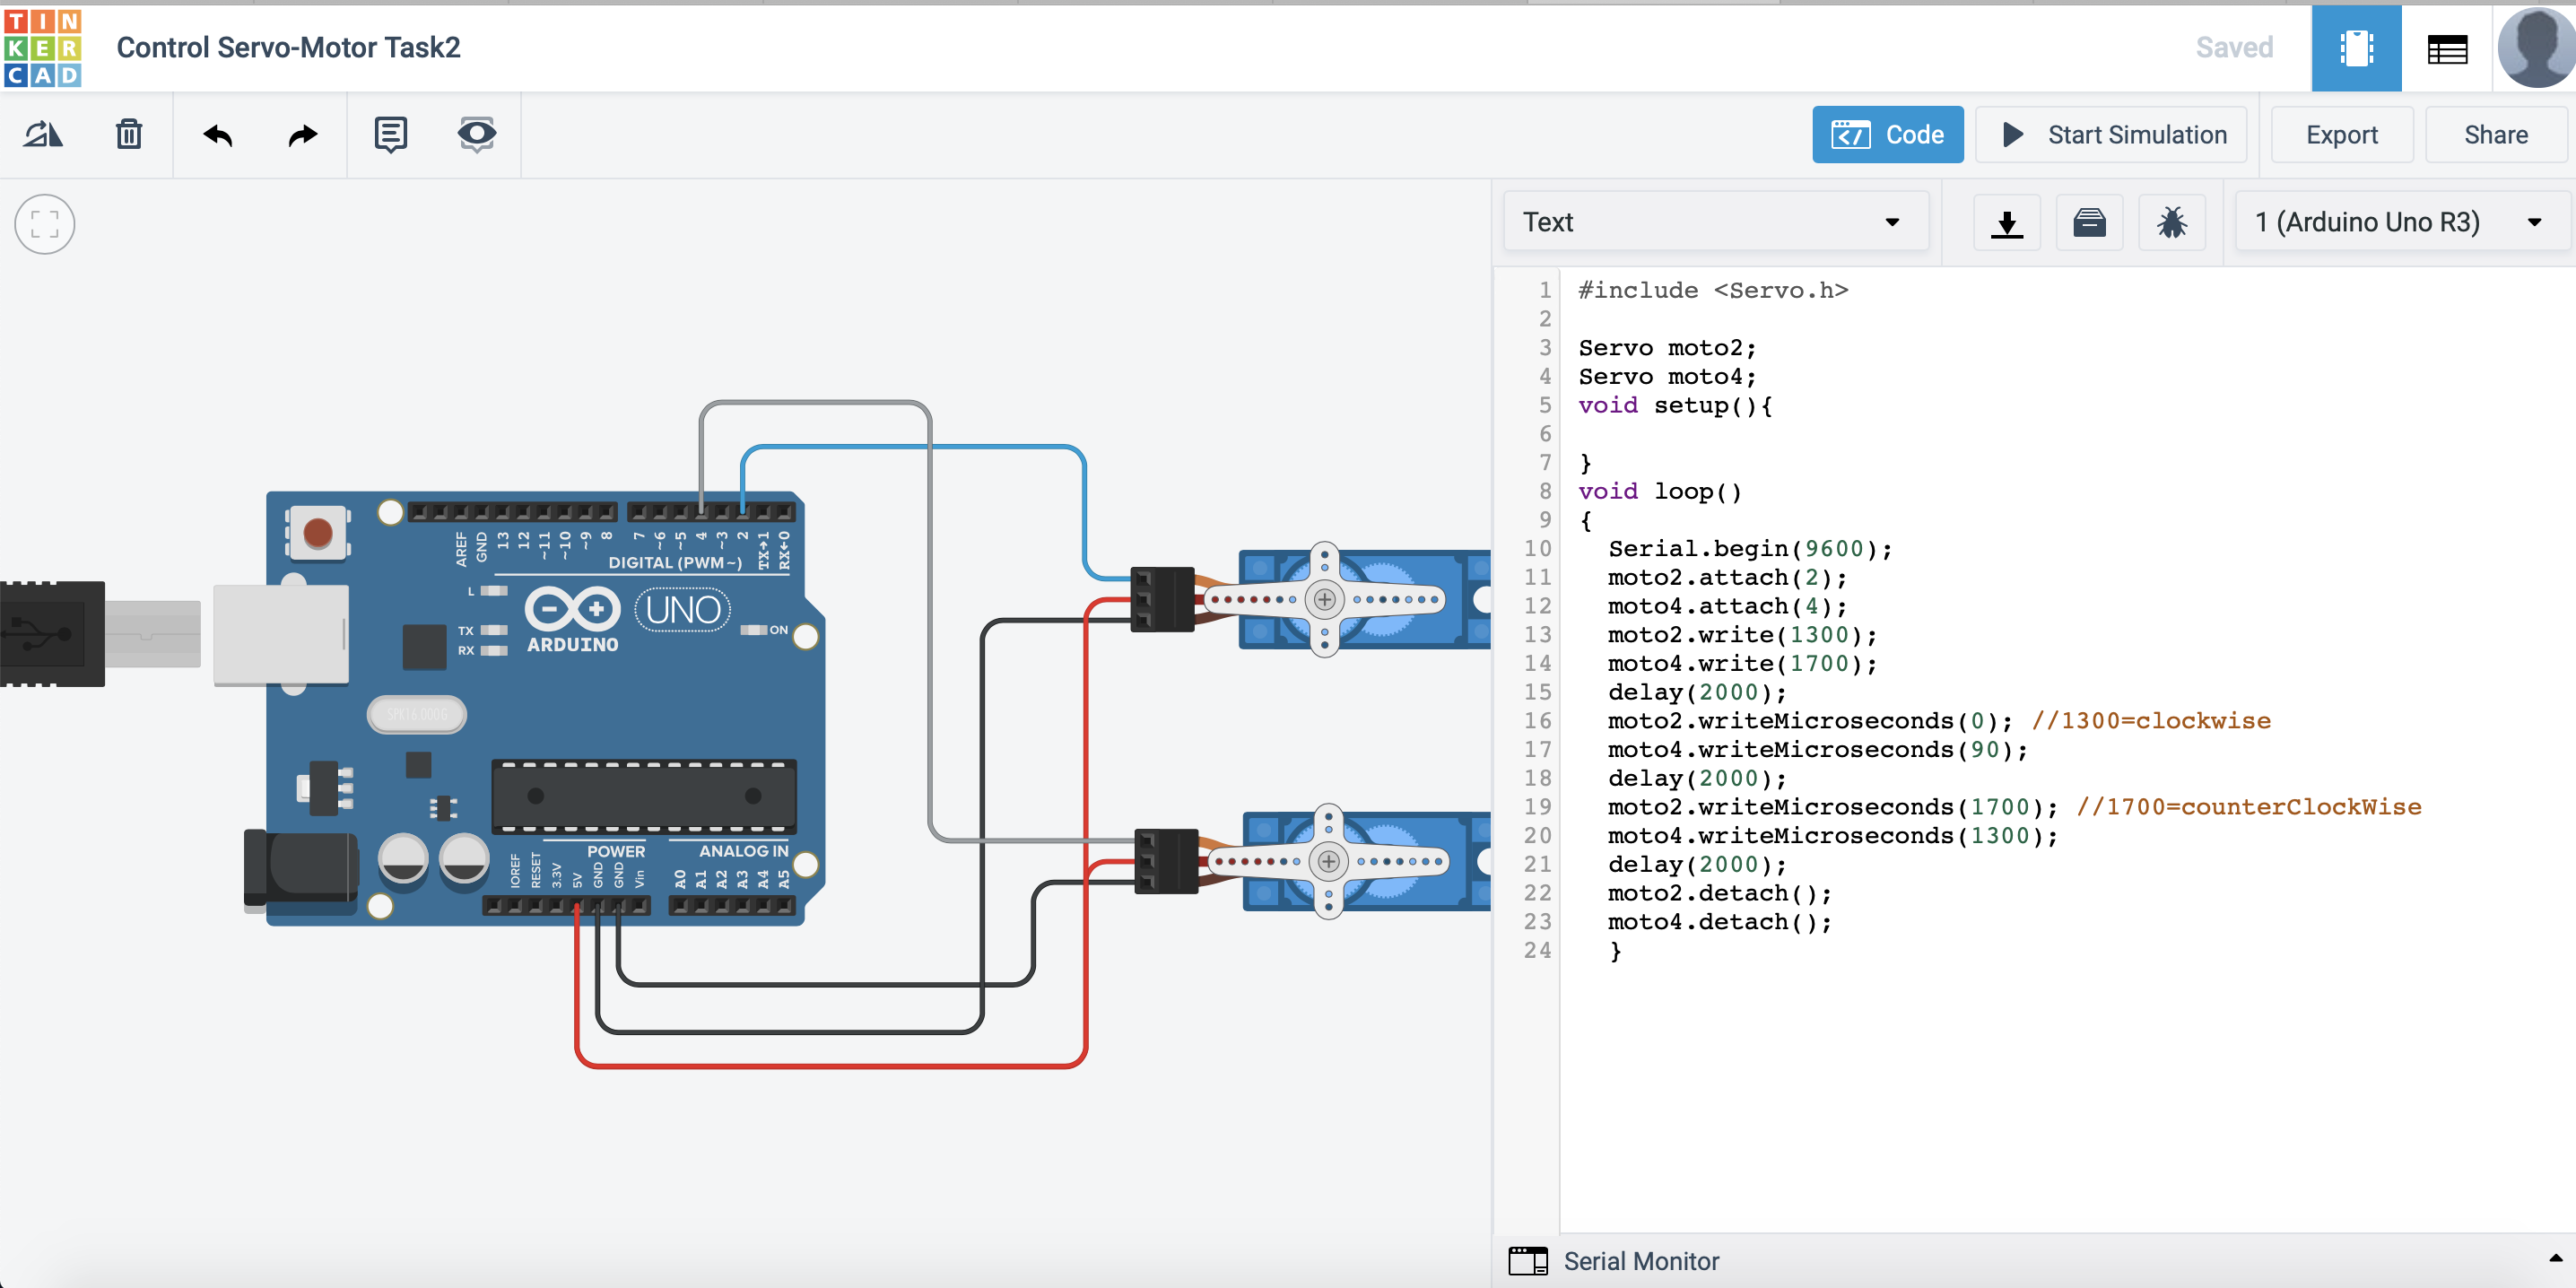 TIN
KER
CAD
Control Servo-Motor Task2
Saved
Code
Start Simulation
Export
Share
Text
1 (Arduino Uno R3)
AREF
GND
13
12
~11
~10
~9
8
7
~6
~5
4
~3
2
TX→1
RX←0
DIGITAL (PWM ~)
L
TX
RX
UNO
ON
ARDUINO
SPK16.000G
POWER
ANALOG IN
IOREF
RESET
3.3V
5V
GND
GND
Vin
A0
A1
A2
A3
A4
A5
1 #include <Servo.h>
2
3 Servo moto2;
4 Servo moto4;
5 void setup(){
6
7 }
8 void loop()
9 {
10 Serial.begin(9600);
11 moto2.attach(2);
12 moto4.attach(4);
13 moto2.write(1300);
14 moto4.write(1700);
15 delay(2000);
16 moto2.writeMicroseconds(0); //1300=clockwise
17 moto4.writeMicroseconds(90);
18 delay(2000);
19 moto2.writeMicroseconds(1700); //1700=counterClockWise
20 moto4.writeMicroseconds(1300);
21 delay(2000);
22 moto2.detach();
23 moto4.detach();
24 }
Serial Monitor